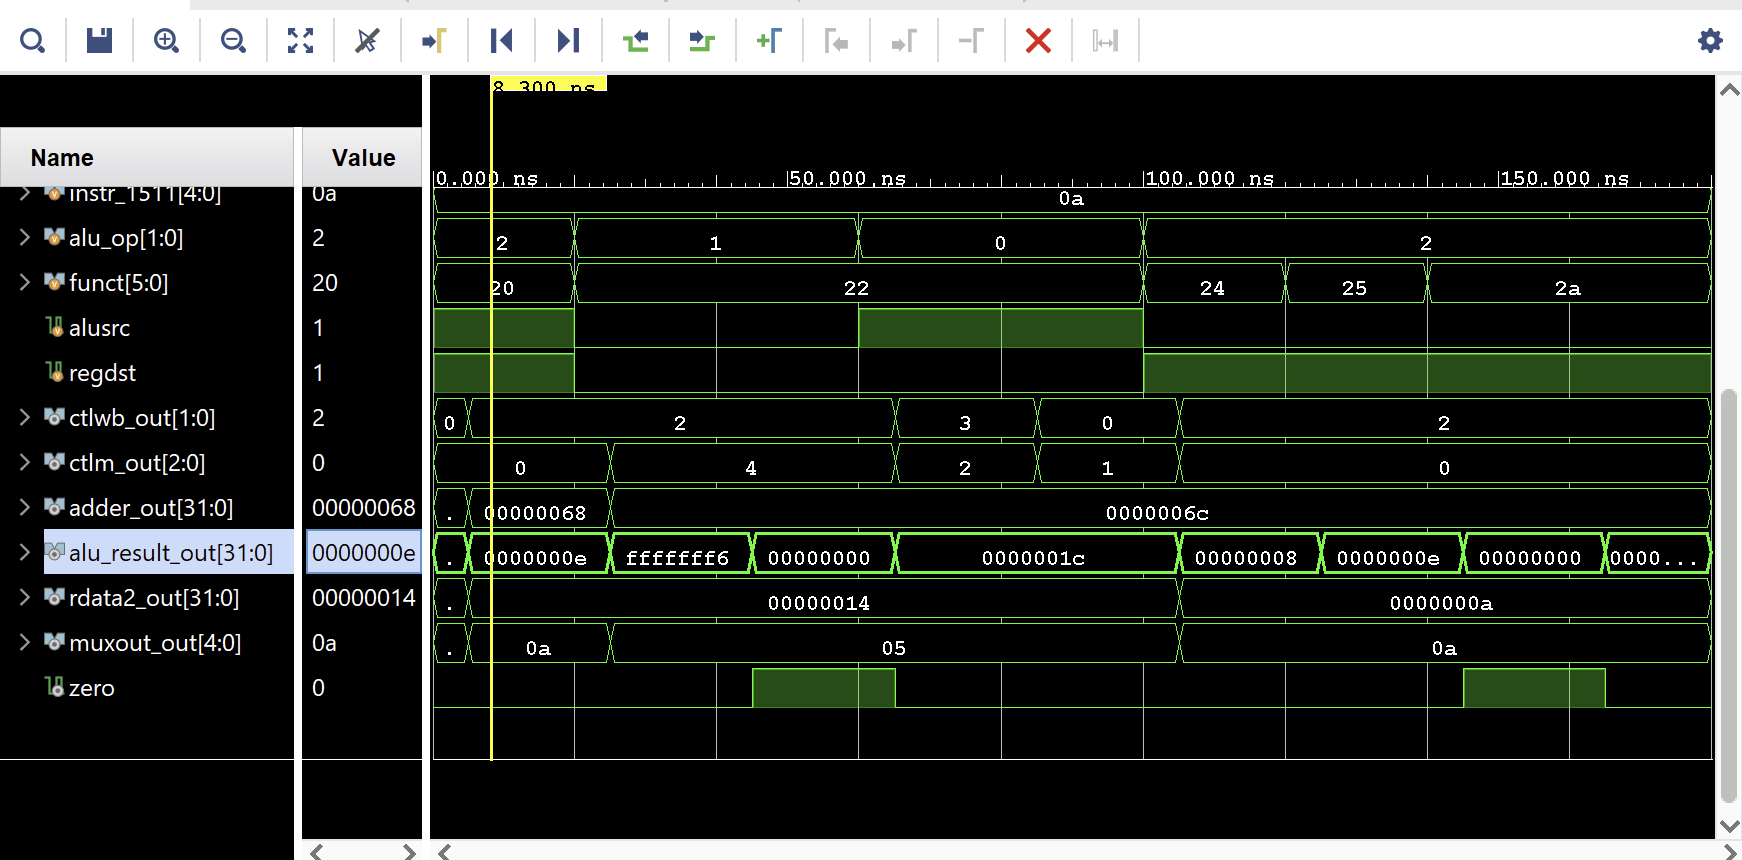 8.300 ns
Name Value
0.000 ns 50.000 ns 100.000 ns 150.000 ns
instr_1511[4:0] 0a 0a
alu_op[1:0] 2 2 1 0 2
funct[5:0] 20 20 22 24 25 2a
alusrc 1
regdst 1
ctlwb_out[1:0] 2 0 2 3 0 2
ctlm_out[2:0] 0 0 4 2 1 0
adder_out[31:0] 00000068 . 00000068 0000006c
alu_result_out[31:0] 0000000e . 0000000e fffffff6 00000000 0000001c 00000008 0000000e 00000000 0000...
rdata2_out[31:0] 00000014 . 00000014 0000000a
muxout_out[4:0] 0a . 0a 05 0a
zero 0